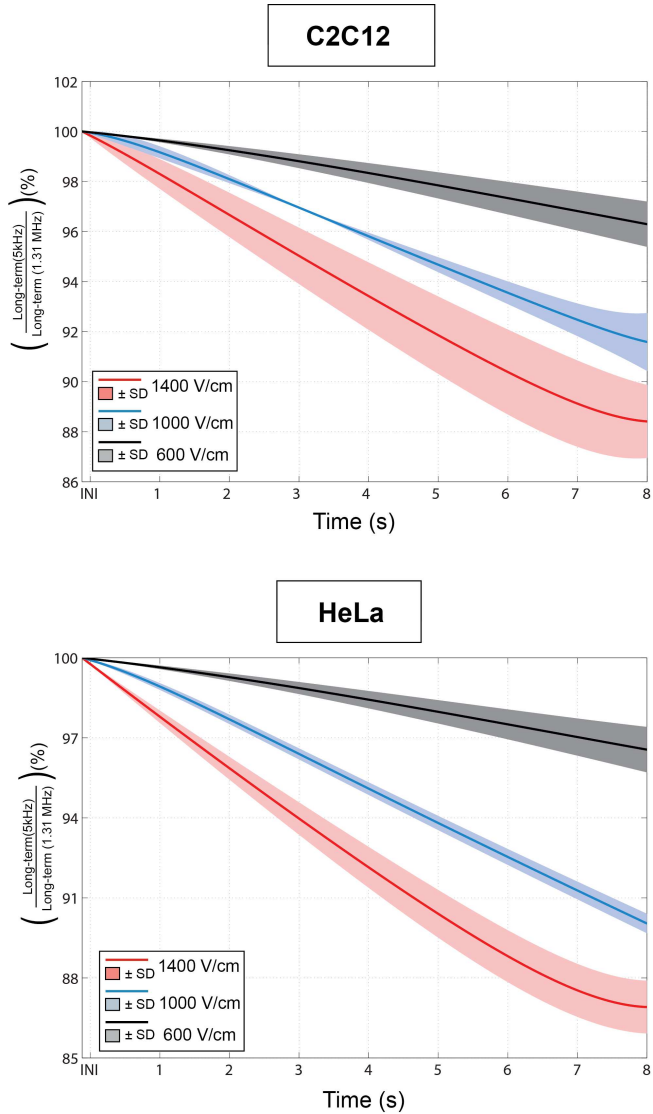 C2C12
102
100
98
96
94
92
90
88
86
(Long-term(5kHz)
Long-term (1.31 MHz)) (%)
1400 V/cm
± SD
1000 V/cm
± SD
600 V/cm
± SD
INI 1 2 3 4 5 6 7 8
Time (s)
HeLa
100
97
94
91
88
85
(Long-term(5kHz)
Long-term (1.31 MHz)) (%)
1400 V/cm
± SD
1000 V/cm
± SD
600 V/cm
± SD
INI 1 2 3 4 5 6 7 8
Time (s)